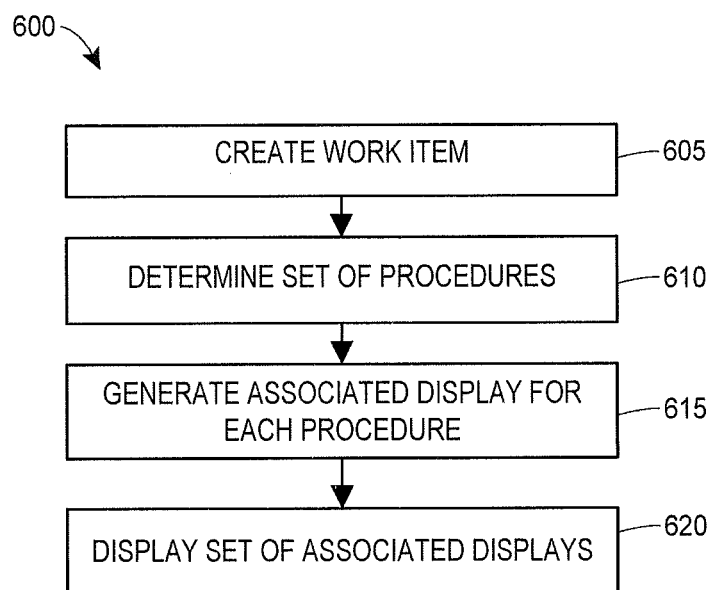 600
CREATE WORK ITEM
605
DETERMINE SET OF PROCEDURES
610
GENERATE ASSOCIATED DISPLAY FOR
EACH PROCEDURE
615
DISPLAY SET OF ASSOCIATED DISPLAYS
620